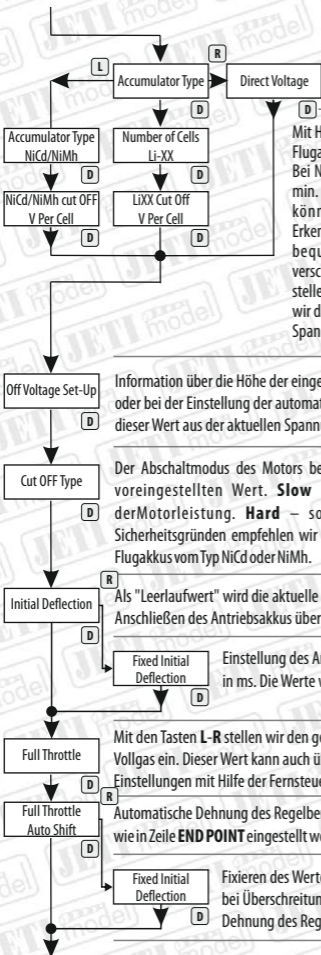 R
L
Accumulator Type
Direct Voltage
D
D
Accumulator Type
NiCd/NiMh
Number of Cells
Li-XX
D
D
NiCd/NiMh cut OFF
V Per Cell
LiXX Cut Off
V Per Cell
D
D
Mit H
Fluga
Bei N
min.
könn
Erken
bequ
versch
stelle
wir d
Span
Off Voltage Set-Up
D
Information über die Höhe der einge
oder bei der Einstellung der automat
dieser Wert aus der aktuellen Spann
Cut OFF Type
D
Der Abschaltmodus des Motors be
voreingestellten Wert. Slow
derMotorleistung. Hard – so
Sicherheitsgründen empfehlen wir
Flugakkus vom Typ NiCd oder NiMh.
R
Initial Deflection
D
Als "Leerlaufwert" wird die aktuelle
Anschließen des Antriebsakkus über
Fixed Initial
Deflection
D
Einstellung des An
in ms. Die Werte v
Full Throttle
D
Mit den Tasten L-R stellen wir den ge
Vollgas ein. Dieser Wert kann auch ü
Einstellungen mit Hilfe der Fernsteue
R
Full Throttle
Auto Shift
D
Automatische Dehnung des Regelbe
wie in Zeile END POINT eingestellt we
Fixed Initial
Deflection
D
Fixieren des Werte
bei Überschreitun
Dehnung des Reg